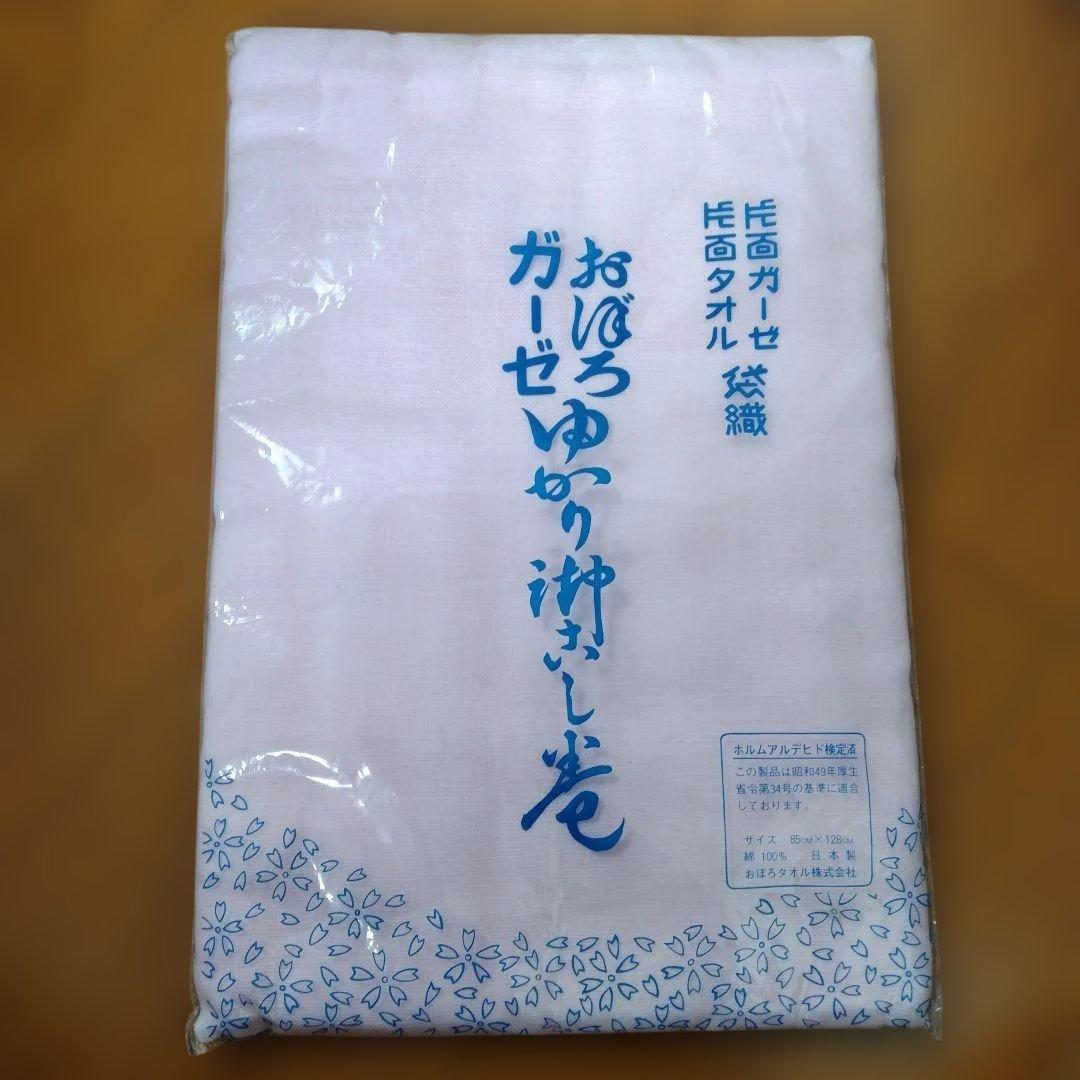 片面ガーゼ
片面タオル
袋織
おぼろ
ガーゼ
ゆかり御こし巻
ホルムアルデヒド検定済
この製品は昭和49年厚生
省令第34号の基準に適合
しております。
サイズ 85CM×128CM
綿 100% 日本製
おぼろタオル株式会社